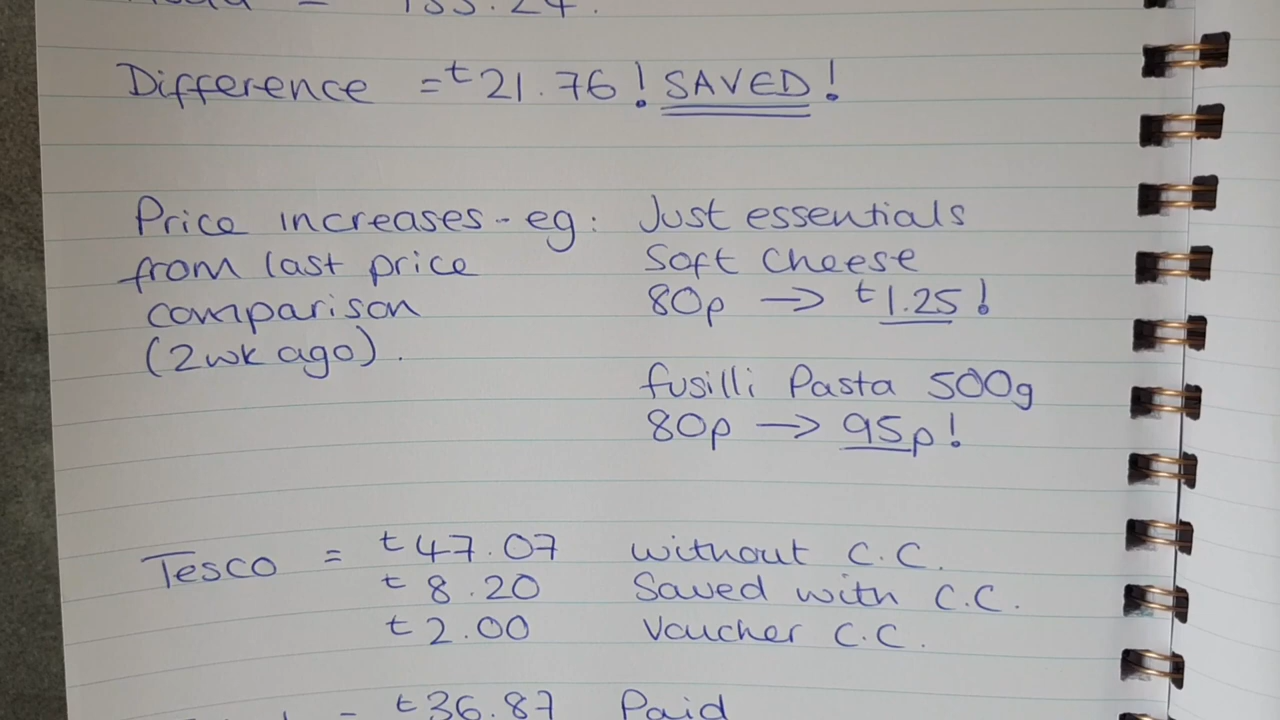 133.24.
Difference = £21.76! SAVED!
Price increases - eg: Just essentials
from last price Soft Cheese
comparison 80p → £1.25!
(2wk ago).
fusilli Pasta 500g
80p → 95p!
Tesco = £47.07 without C.C.
£8.20 Saved with C.C.
£2.00 Voucher C.C.
= £36.87 Paid